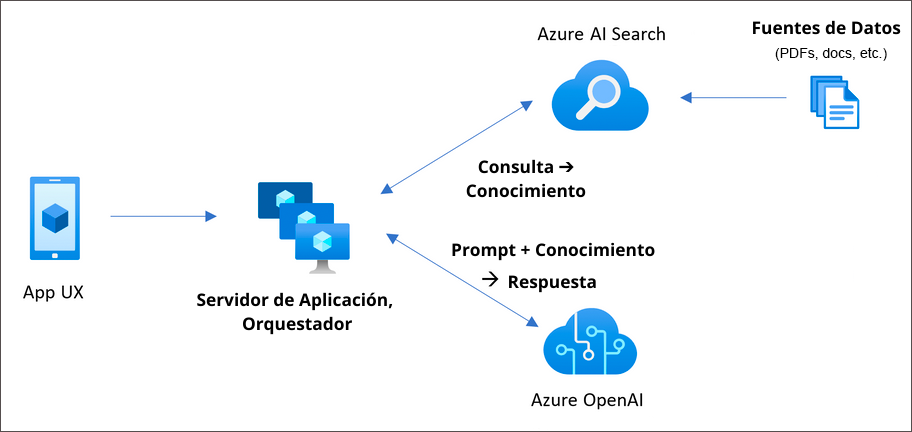 Azure AI Search
Fuentes de Datos
(PDFs, docs, etc.)
Consulta →
Conocimiento
App UX
Servidor de Aplicación,
Orquestador
Prompt + Conocimiento
→ Respuesta
Azure OpenAI